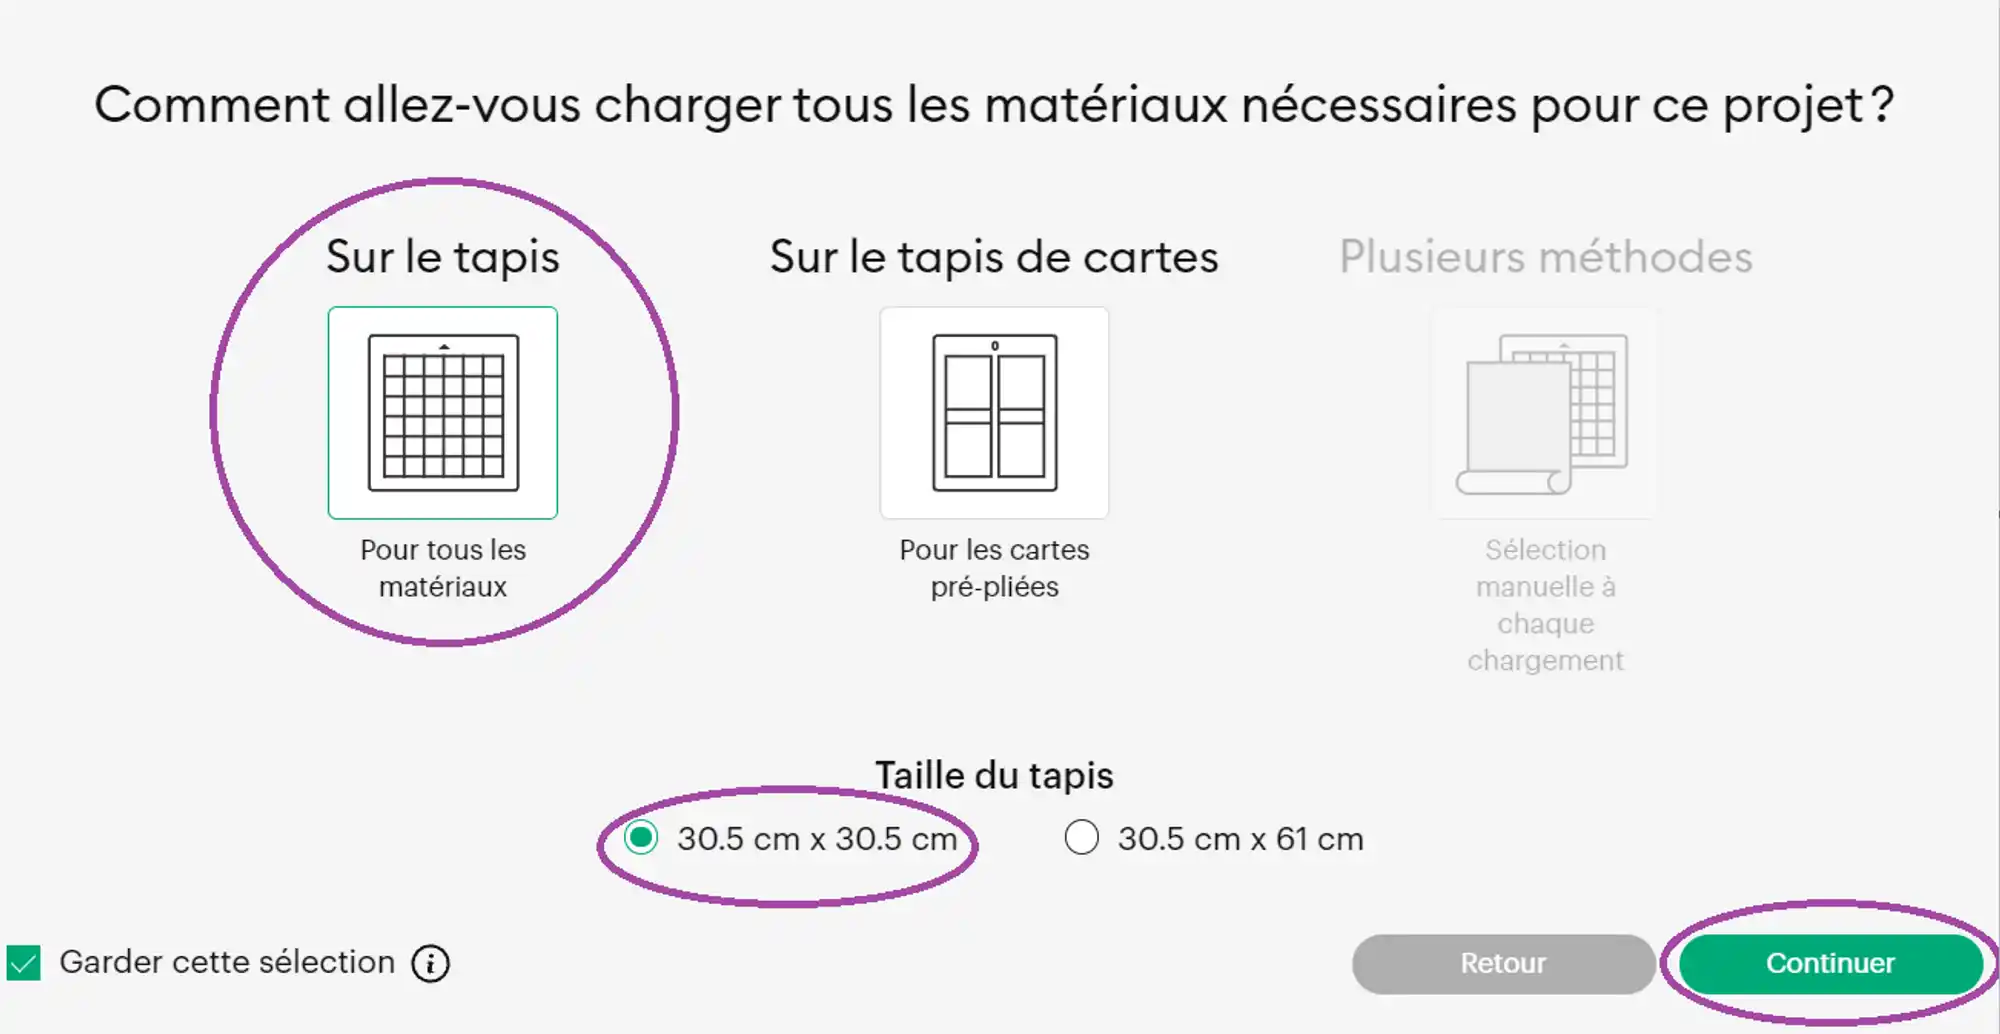 Comment allez-vous charger tous les matériaux nécessaires pour ce projet ?
Sur le tapis
Pour tous les
matériaux
Sur le tapis de cartes
0
Pour les cartes
pré-pliées
Plusieurs méthodes
Sélection
manuelle à
chaque
chargement
Taille du tapis
30.5 cm x 30.5 cm
30.5 cm x 61 cm
Garder cette sélection
Retour
Continuer